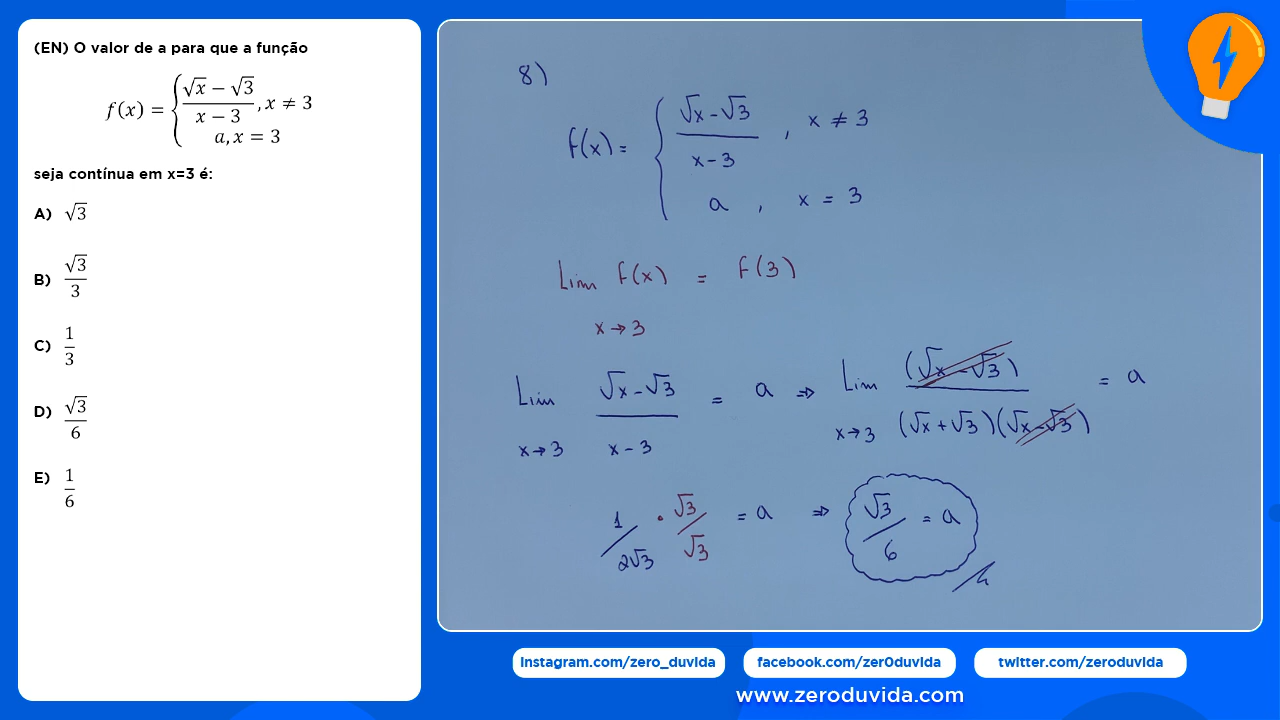 (EN) O valor de a para que a função
f(x) = { (√x − √3)/(x − 3), x ≠ 3
a, x = 3
seja contínua em x=3 é:
A) √3
B) √3/3
C) 1/3
D) √3/6
E) 1/6
8)
f(x) = { (√x - √3)/(x - 3) , x ≠ 3
a , x = 3
Lim f(x) = f(3)
x → 3
Lim (√x - √3)/(x - 3) = a ⇒ Lim (√x - √3)/((√x + √3)(√x - √3)) = a
x→3 x→3
1/2√3 · √3/√3 = a ⇒ √3/6 = a
instagram.com/zero_duvida
facebook.com/zer0duvida
twitter.com/zeroduvida
www.zeroduvida.com